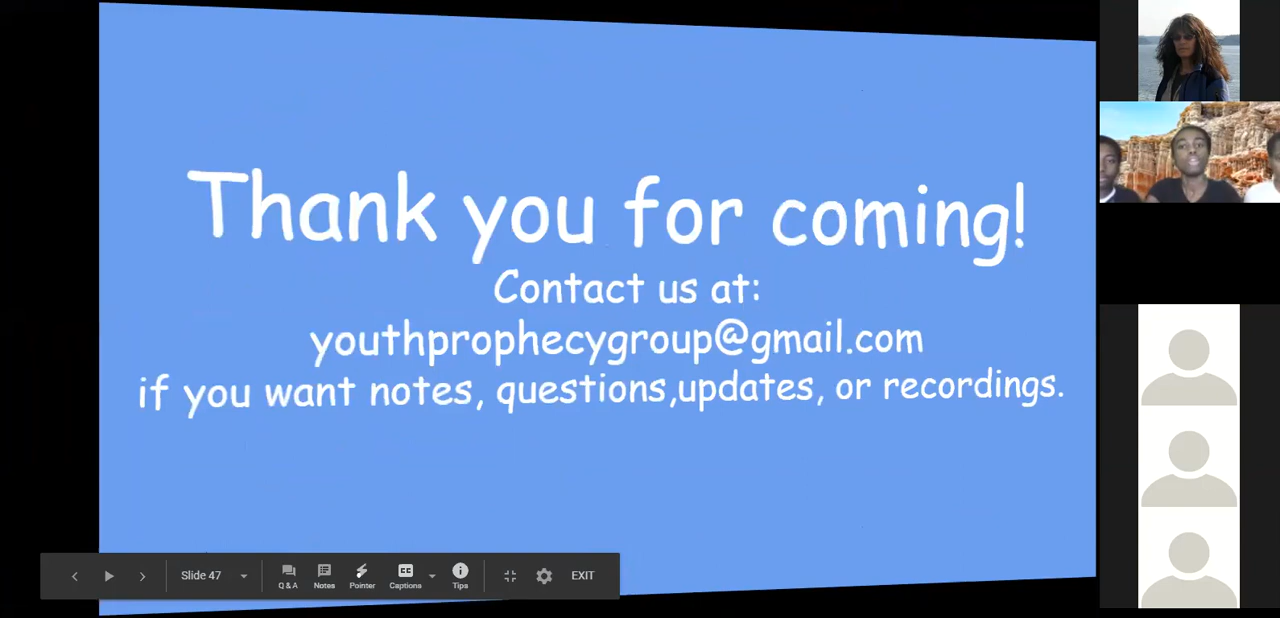 Thank you for coming!
Contact us at:
youthprophecygroup@gmail.com
if you want notes, questions,updates, or recordings.
Slide 47
Q & A
Notes
Pointer
CC
Captions
Tips
EXIT